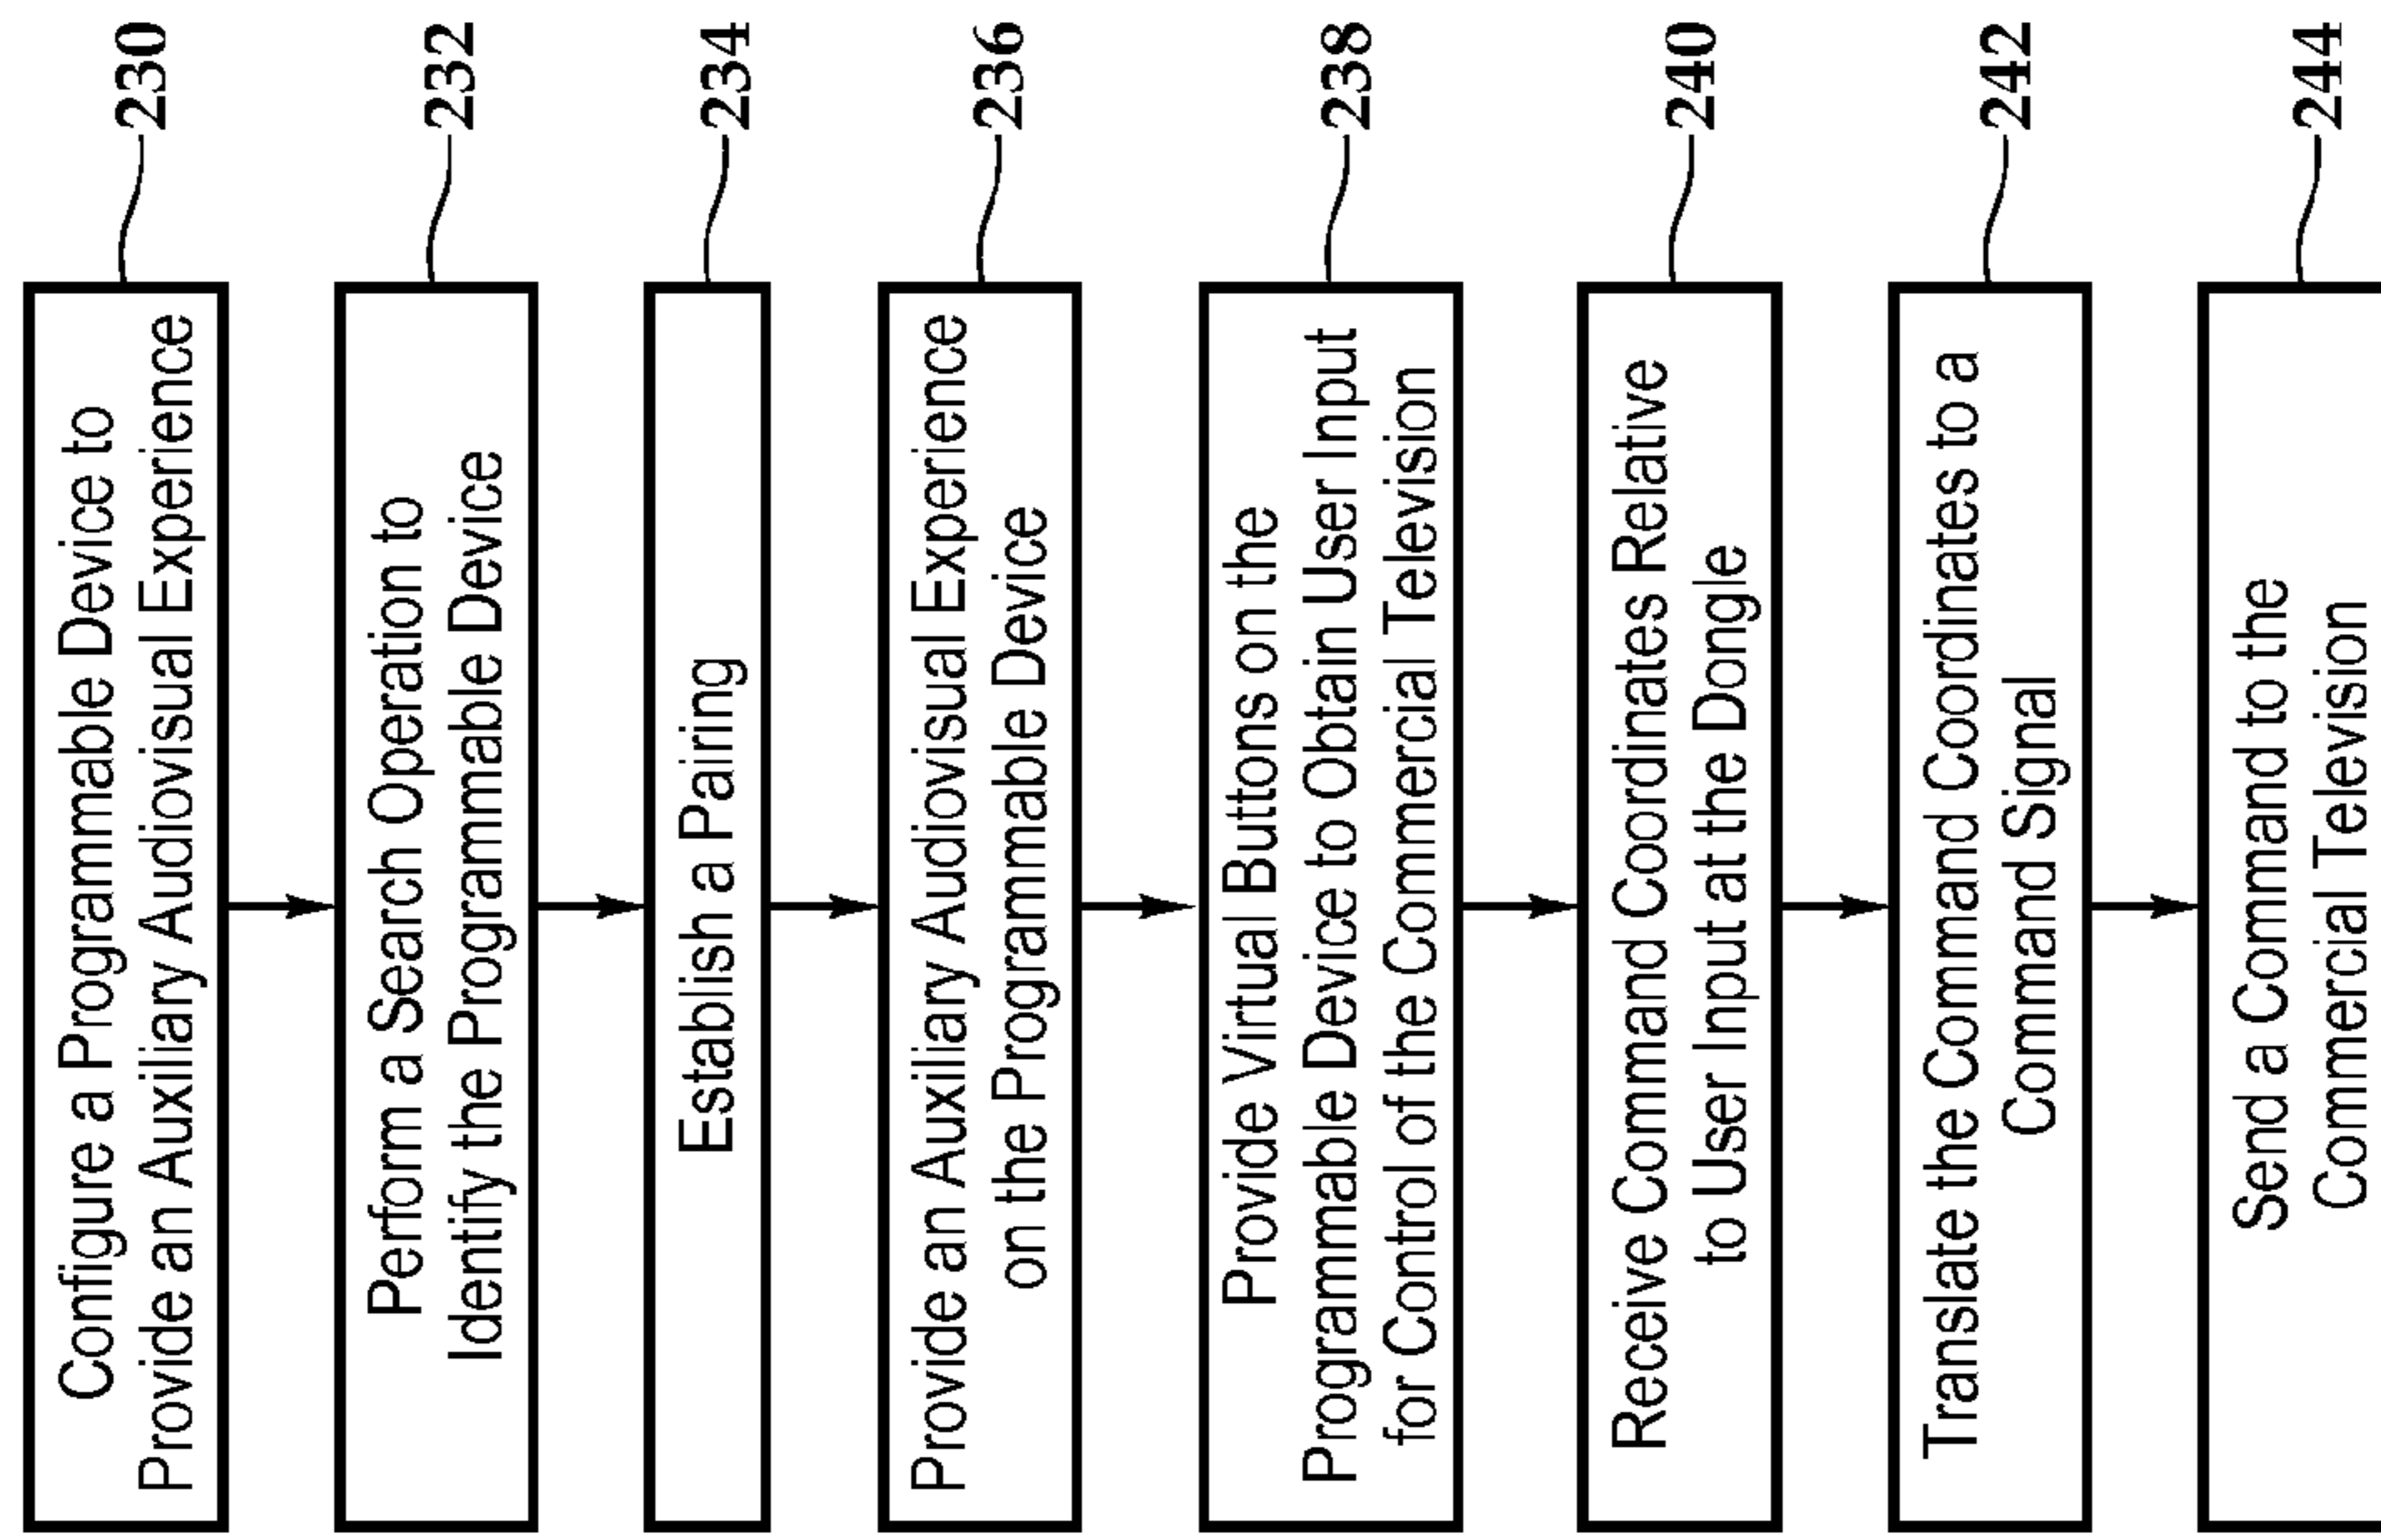 Configure a Programmable Device to
Provide an Auxiliary Audiovisual Experience
230
Perform a Search Operation to
Identify the Programmable Device
232
Establish a Pairing
234
Provide an Auxiliary Audiovisual Experience
on the Programmable Device
236
Provide Virtual Buttons on the
Programmable Device to Obtain User Input
for Control of the Commercial Television
238
Receive Command Coordinates Relative
to User Input at the Dongle
240
Translate the Command Coordinates to a
Command Signal
242
Send a Command to the
Commercial Television
244